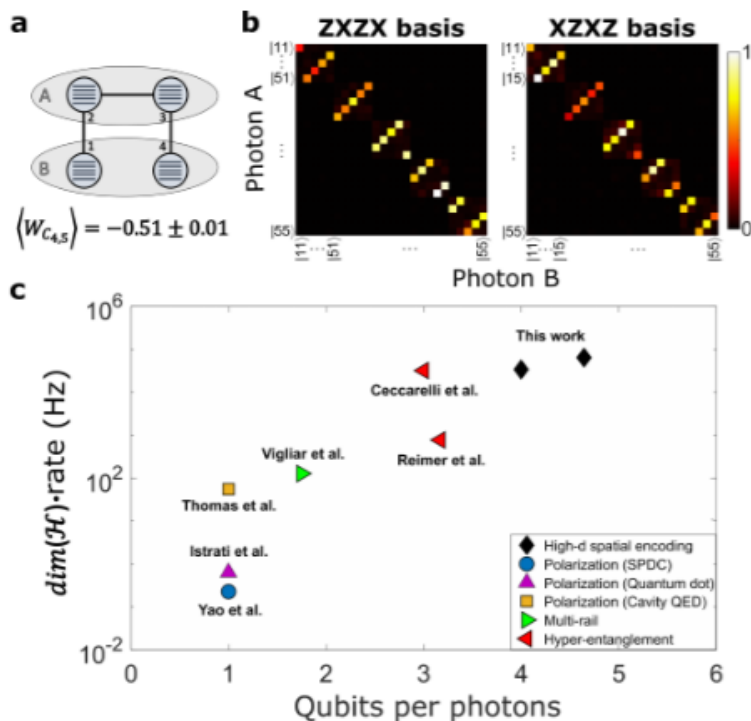 a
A
2
3
1
4
B
⟨W_{C_{4,5}}⟩ = −0.51 ± 0.01
b
ZXZX basis
XZXZ basis
|11⟩
⋯
|51⟩
⋯
|55⟩
Photon A
|11⟩
⋯
|51⟩
⋯
|55⟩
|11⟩
⋯
|15⟩
⋯
|55⟩
|11⟩
⋯
|15⟩
⋯
|55⟩
Photon B
1
0
c
dim(ℋ)•rate (Hz)
10^6
10^2
10^-2
This work
Ceccarelli et al.
Reimer et al.
Vigliar et al.
Thomas et al.
Istrati et al.
Yao et al.
High-d spatial encoding
Polarization (SPDC)
Polarization (Quantum dot)
Polarization (Cavity QED)
Multi-rail
Hyper-entanglement
0 1 2 3 4 5 6
Qubits per photons